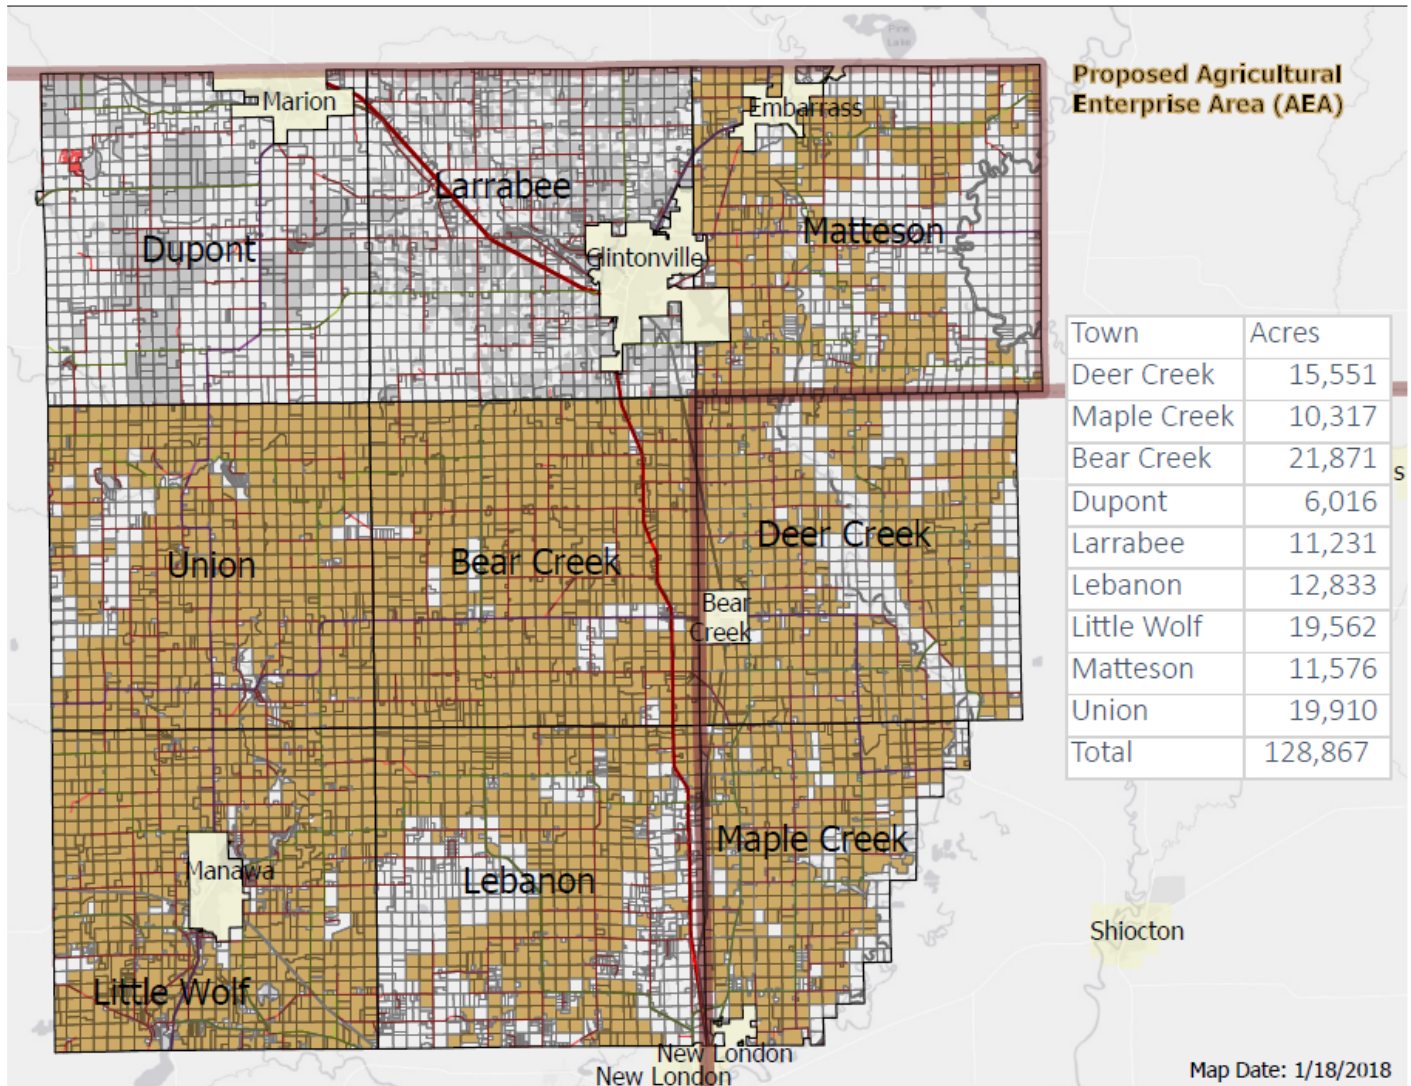 Pine
Lake
Proposed Agricultural
Enterprise Area (AEA)
Marion
Embarrass
Larrabee
Matteson
Dupont
Clintonville
Town Acres
Deer Creek 15,551
Maple Creek 10,317
Bear Creek 21,871
Dupont 6,016
Larrabee 11,231
Lebanon 12,833
Little Wolf 19,562
Matteson 11,576
Union 19,910
Total 128,867
s
Deer Creek
Bear Creek
Union
Bear
Creek
Maple Creek
Manawa
Lebanon
Shiocton
Little Wolf
New London
New London
Map Date: 1/18/2018